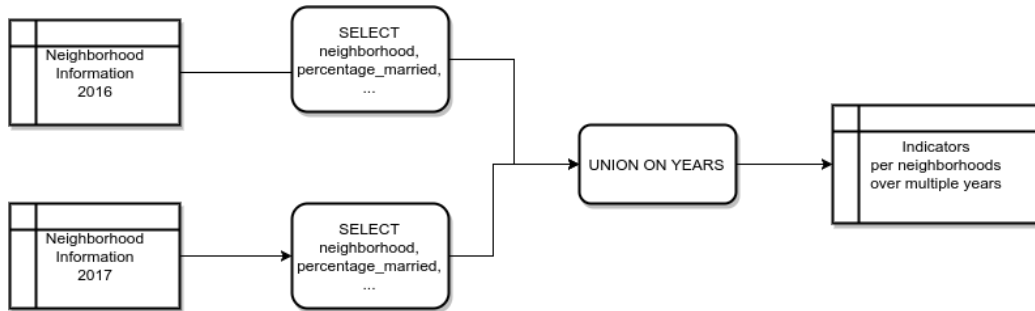 Neighborhood
Information
2016
SELECT
neighborhood,
percentage_married,
...
Neighborhood
Information
2017
SELECT
neighborhood,
percentage_married,
...
UNION ON YEARS
Indicators
per neighborhoods
over multiple years